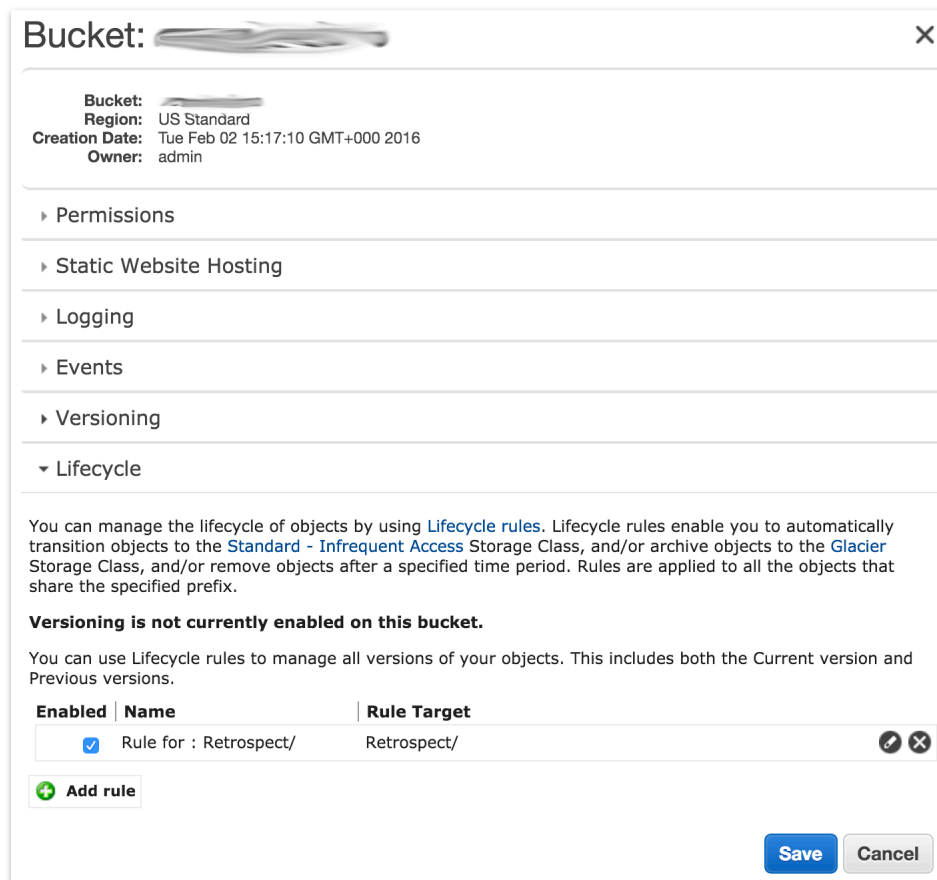 Bucket:
Bucket:
Region: US Standard
Creation Date: Tue Feb 02 15:17:10 GMT+000 2016
Owner: admin
Permissions
Static Website Hosting
Logging
Events
Versioning
Lifecycle
You can manage the lifecycle of objects by using Lifecycle rules. Lifecycle rules enable you to automatically
transition objects to the Standard - Infrequent Access Storage Class, and/or archive objects to the Glacier
Storage Class, and/or remove objects after a specified time period. Rules are applied to all the objects that
share the specified prefix.
Versioning is not currently enabled on this bucket.
You can use Lifecycle rules to manage all versions of your objects. This includes both the Current version and
Previous versions.
Enabled Name Rule Target
Rule for : Retrospect/ Retrospect/
Add rule
Save Cancel